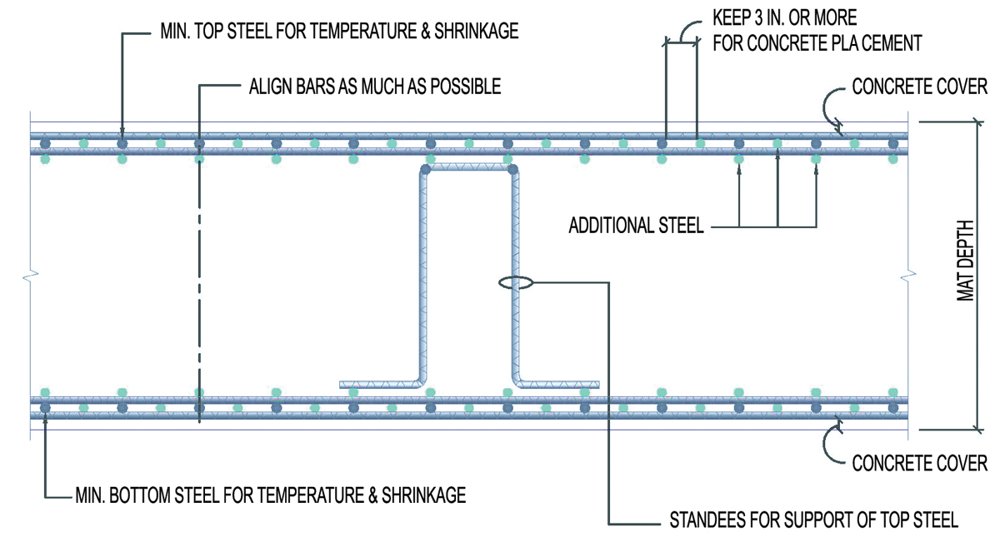 KEEP 3 IN. OR MORE
FOR CONCRETE PLA CEMENT
MIN. TOP STEEL FOR TEMPERATURE & SHRINKAGE
ALIGN BARS AS MUCH AS POSSIBLE
CONCRETE COVER
ADDITIONAL STEEL
MAT DEPTH
CONCRETE COVER
MIN. BOTTOM STEEL FOR TEMPERATURE & SHRINKAGE
STANDEES FOR SUPPORT OF TOP STEEL